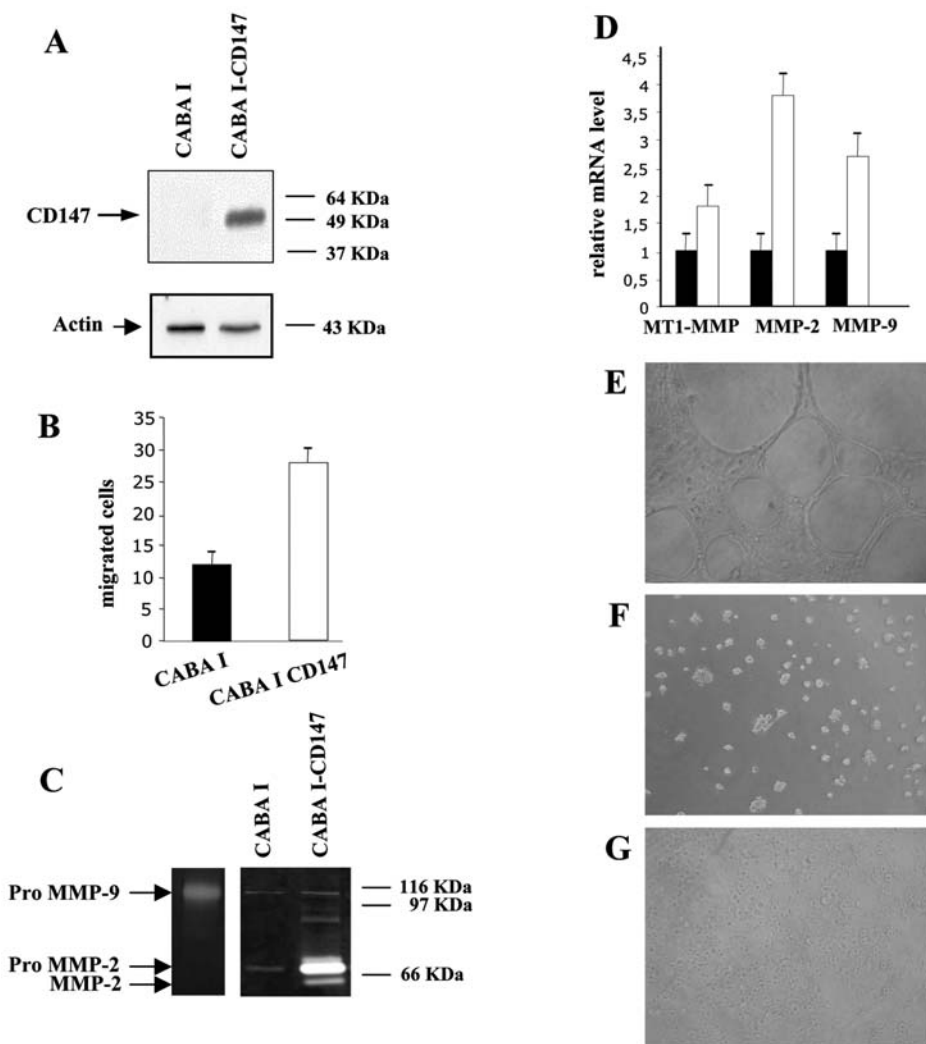 A
CABA I
CABA I-CD147
CD147
64 KDa
49 KDa
37 KDa
Actin
43 KDa
B
migrated cells
35
30
25
20
15
10
5
0
CABA I
CABA I CD147
C
CABA I
CABA I-CD147
Pro MMP-9
116 KDa
97 KDa
Pro MMP-2
MMP-2
66 KDa
D
relative mRNA level
4,5
4
3,5
3
2,5
2
1,5
1
0,5
0
MT1-MMP
MMP-2
MMP-9
E
F
G